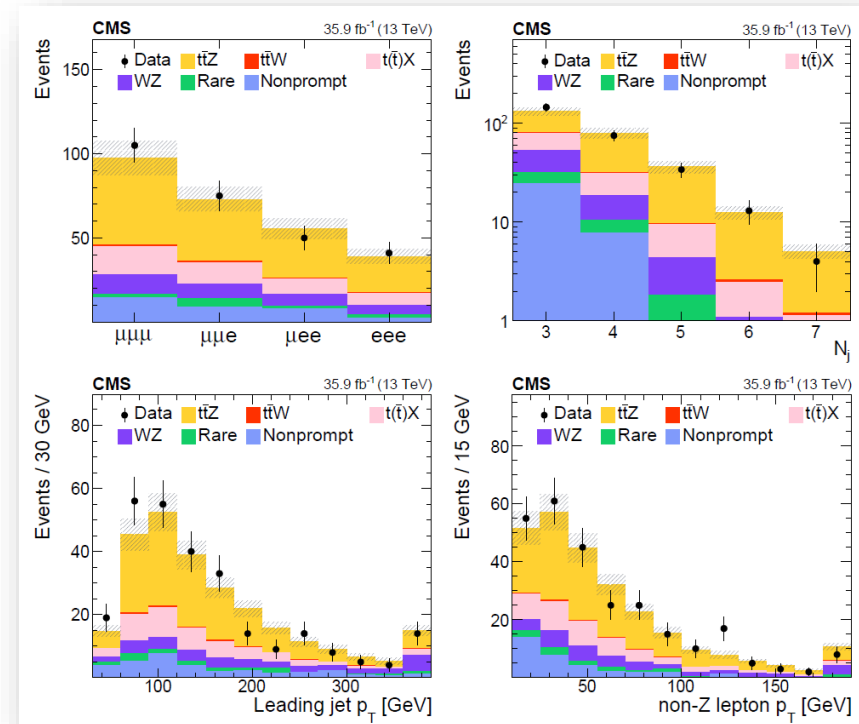 CMS 35.9 fb⁻¹ (13 TeV)
Events
150
100
50
Data tt̄Z tt̄W t(t̄)X
WZ Rare Nonprompt
μμμ μμe μee eee
CMS 35.9 fb⁻¹ (13 TeV)
Events
10²
10
1
Data tt̄Z tt̄W t(t̄)X
WZ Rare Nonprompt
3 4 5 6 7
Nⱼ
CMS 35.9 fb⁻¹ (13 TeV)
Events / 30 GeV
80
60
40
20
Data tt̄Z tt̄W t(t̄)X
WZ Rare Nonprompt
100 200 300
Leading jet p_T [GeV]
CMS 35.9 fb⁻¹ (13 TeV)
Events / 15 GeV
80
60
40
20
Data tt̄Z tt̄W t(t̄)X
WZ Rare Nonprompt
50 100 150
non-Z lepton p_T [GeV]